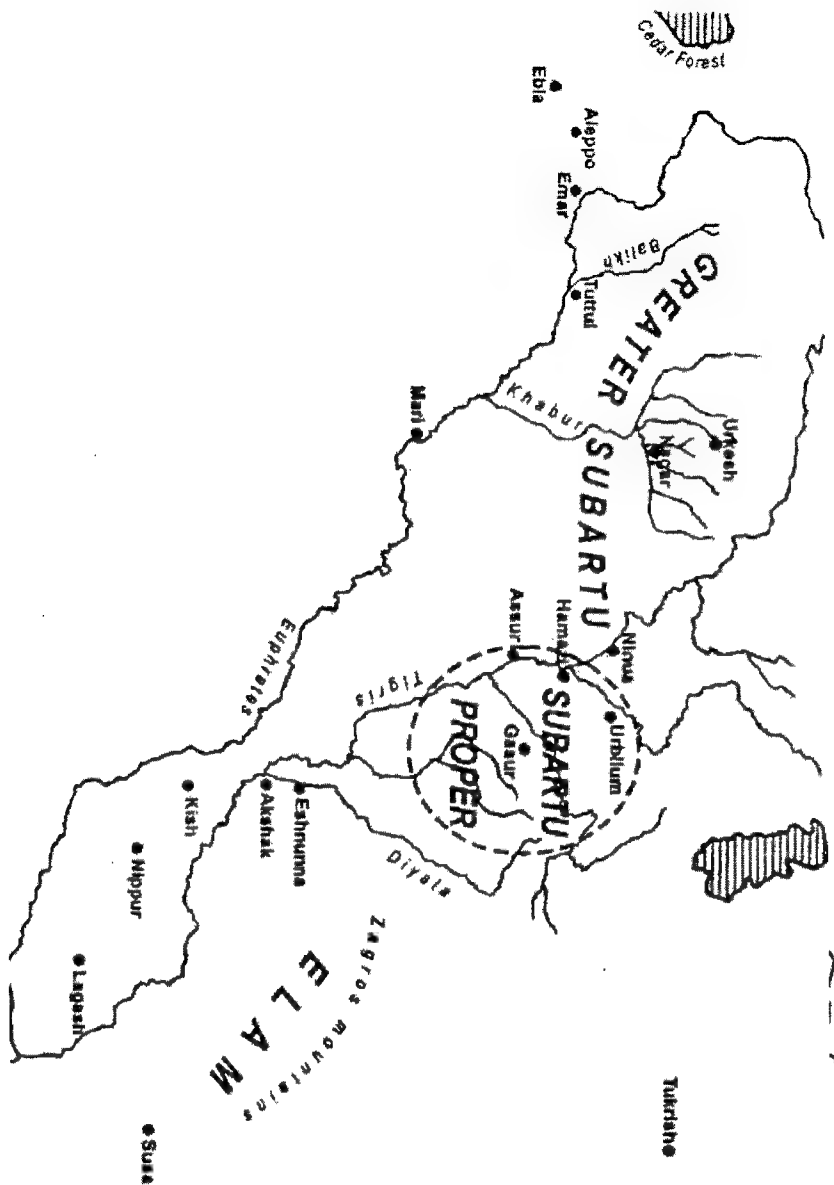 Cedar Forest
Ebla
Aleppo
Emar
Balikh
Tuttul
GREATER SUBARTU
Khabur
Urkesh
Nagar
Mari
Assur
Ninua
Urbilum
Gasur
SUBARTU
PROPER
Tigris
Euphrates
Diyala
Eshnunna
Akshak
Kish
Nippur
Lagash
Zagros mountains
ELAM
Susa
Tukrish